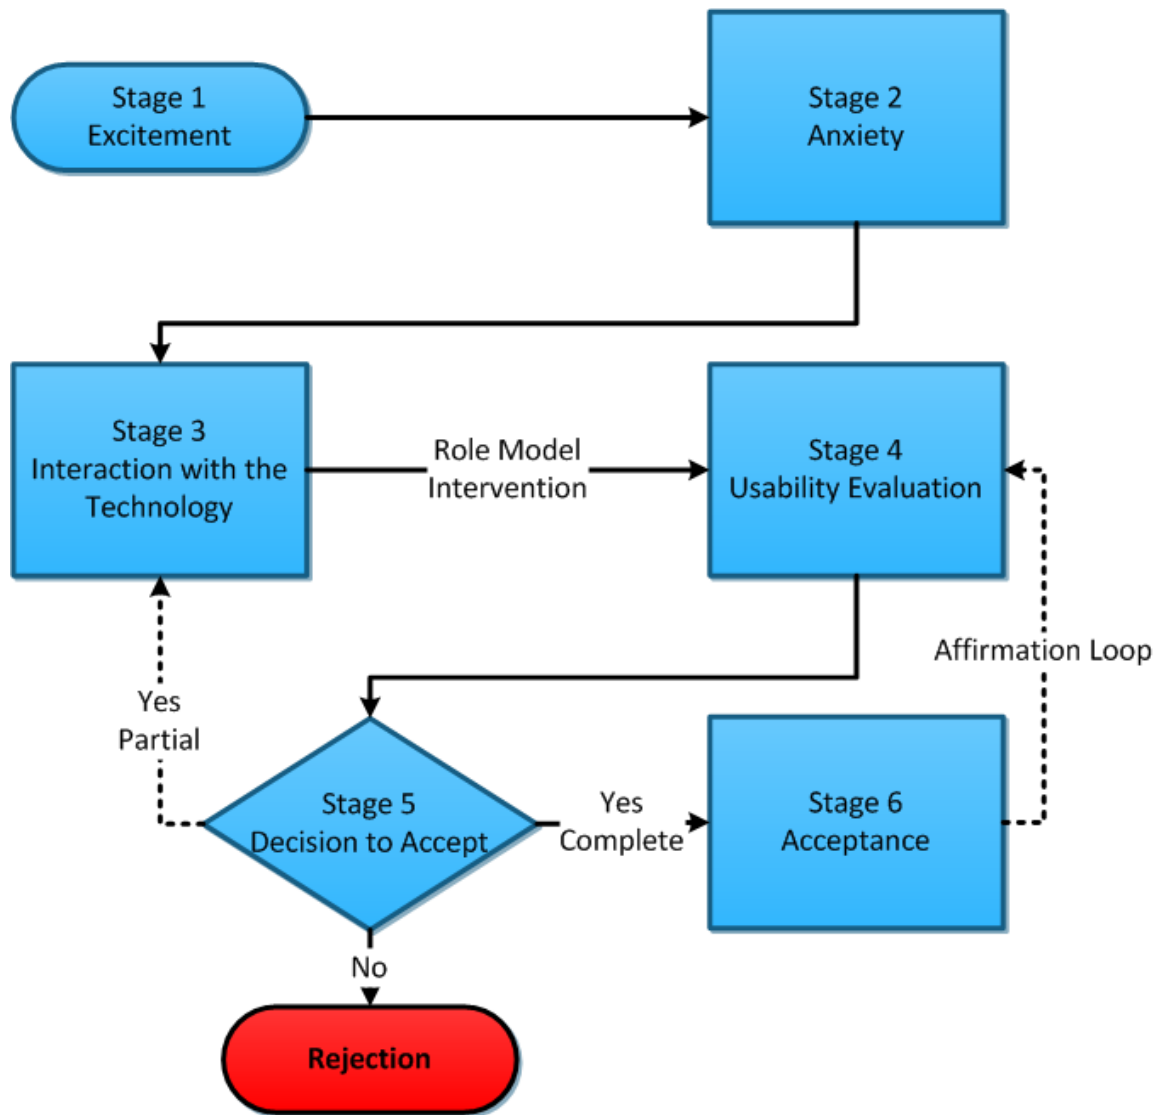 Stage 1
Excitement
Stage 2
Anxiety
Stage 3
Interaction with the
Technology
Role Model
Intervention
Stage 4
Usability Evaluation
Affirmation Loop
Yes
Partial
Stage 5
Decision to Accept
Yes
Complete
Stage 6
Acceptance
No
Rejection